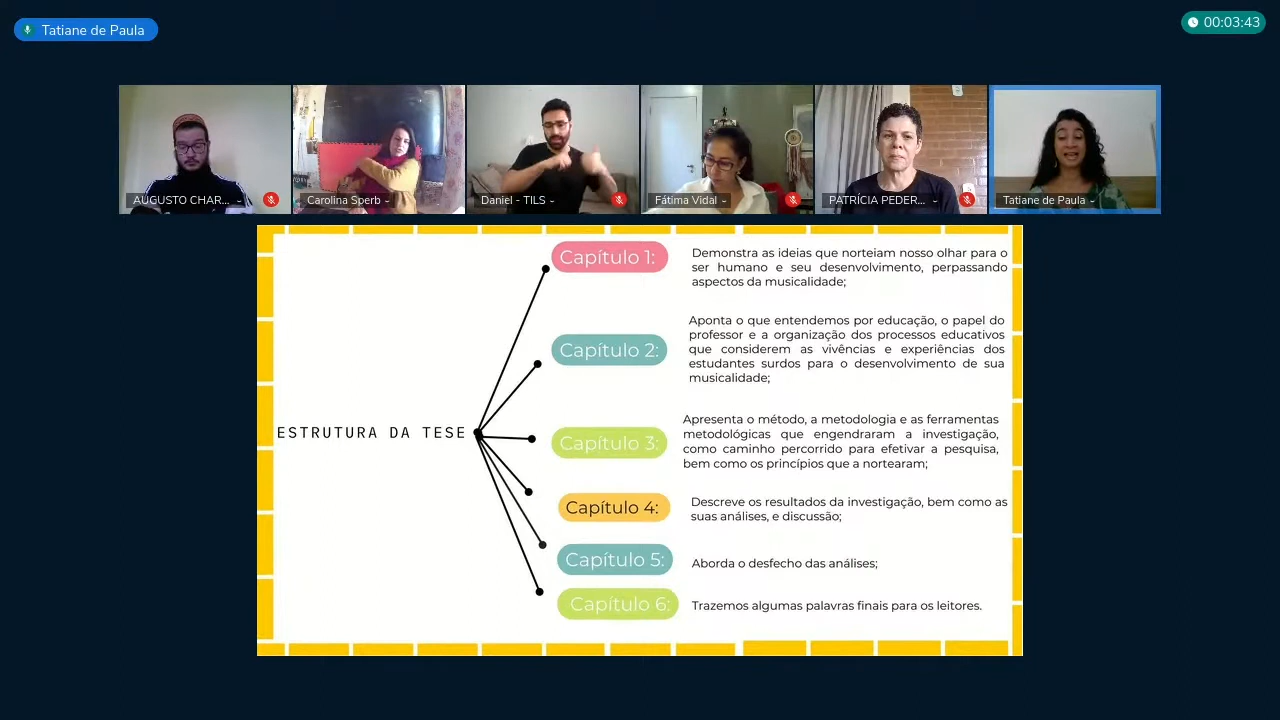 Tatiane de Paula
00:03:43
AUGUSTO CHAR...
Carolina Sperb
Daniel - TILS
Fátima Vidal
PATRÍCIA PEDER...
Tatiane de Paula
ESTRUTURA DA TESE
Capítulo 1:
Demonstra as ideias que norteiam nosso olhar para o
ser humano e seu desenvolvimento, perpassando
aspectos da musicalidade;
Capítulo 2:
Aponta o que entendemos por educação, o papel do
professor e a organização dos processos educativos
que considerem as vivências e experiências dos
estudantes surdos para o desenvolvimento de sua
musicalidade;
Capítulo 3:
Apresenta o método, a metodologia e as ferramentas
metodológicas que engendraram a investigação,
como caminho percorrido para efetivar a pesquisa,
bem como os princípios que a nortearam;
Capítulo 4:
Descreve os resultados da investigação, bem como as
suas análises, e discussão;
Capítulo 5:
Aborda o desfecho das análises;
Capítulo 6:
Trazemos algumas palavras finais para os leitores.